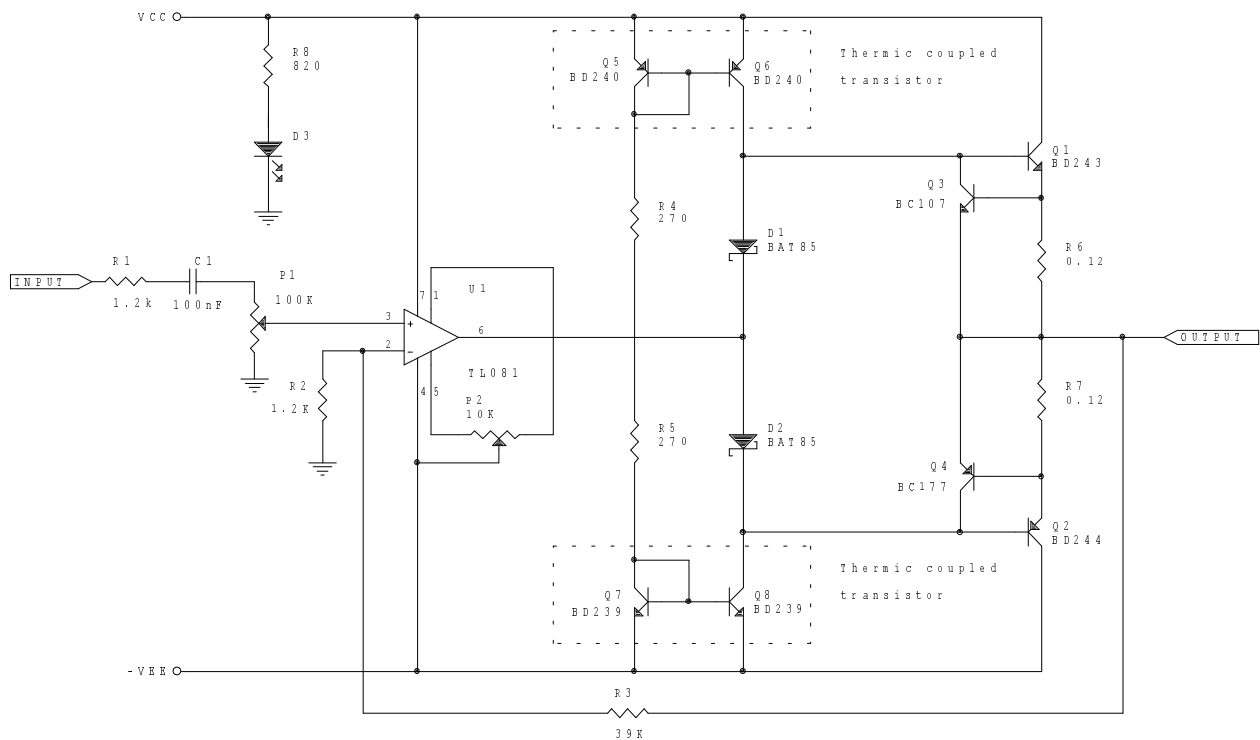 VCC
R8
820
D3
Q5
BD240
Q6
BD240
Thermic coupled
transistor
Q1
BD243
Q3
BC107
R4
270
D1
BAT85
R6
0.12
INPUT
R1
1.2k
C1
100nF
P1
100K
U1
7
1
3
+
2
-
6
4
5
TL081
P2
10K
R2
1.2K
OUTPUT
R7
0.12
R5
270
D2
BAT85
Q4
BC177
Q2
BD244
Q7
BD239
Q8
BD239
Thermic coupled
transistor
-VEE
R3
39K